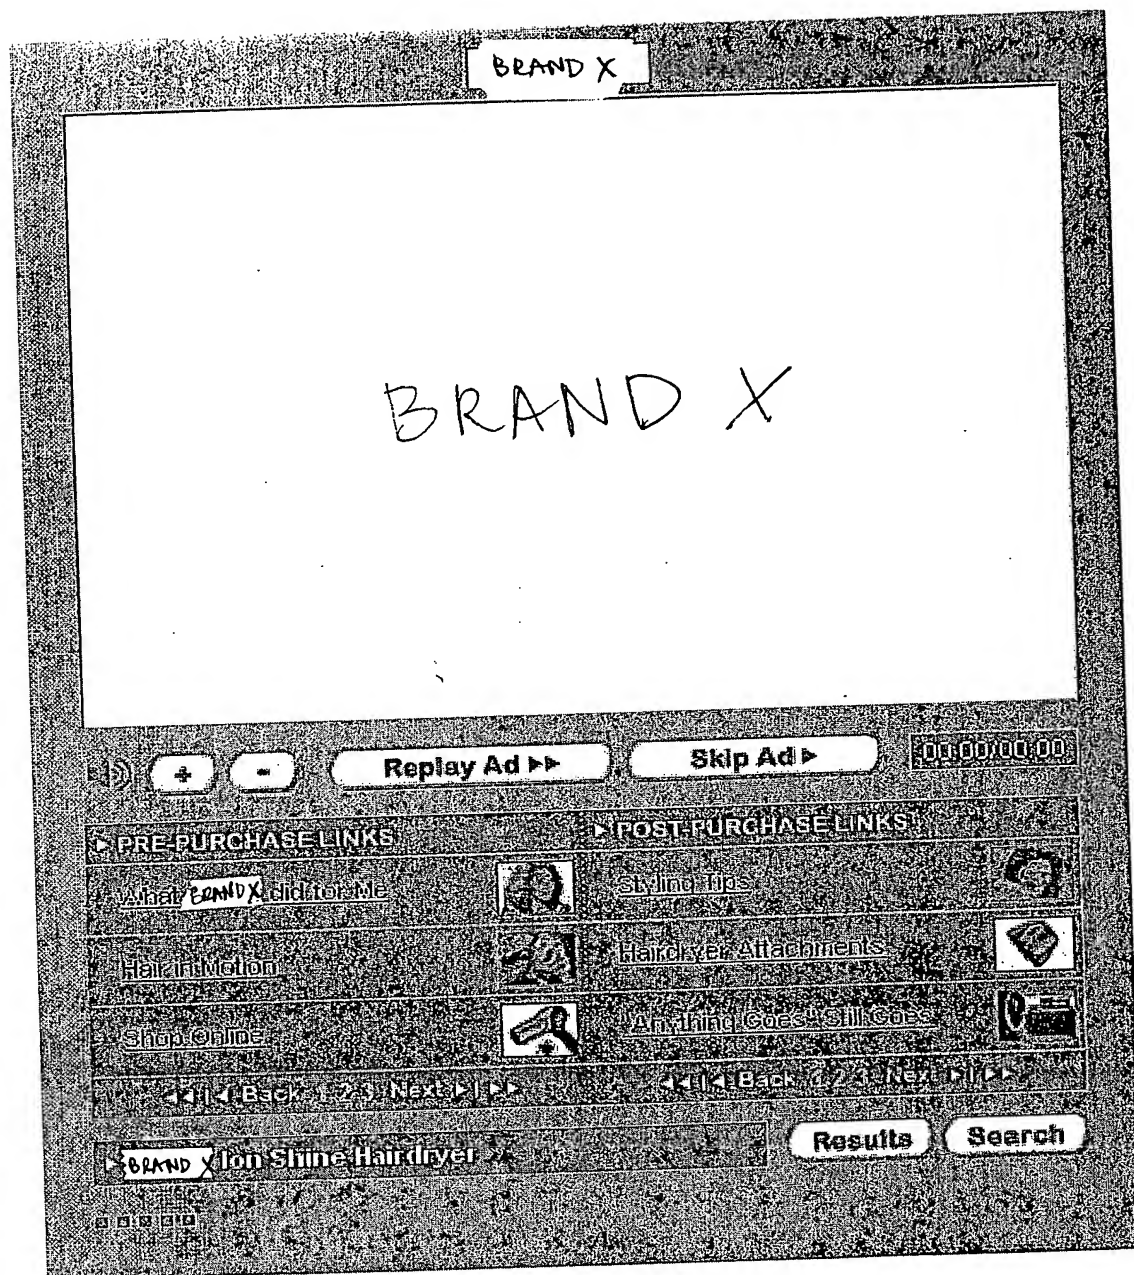 BRAND X
BRAND X
+ - Replay Ad ▸▸ Skip Ad ▸ 00:00:00:00
▸ PRE-PURCHASE LINKS ▸ POST-PURCHASE LINKS
What BRAND X did for Me Styling Tips
Hair in Motion Hairdryer Attachments
Shop Online "Anything Goes" Still Goes
◂◂ | ◂ Back 1 2 3 Next ▸ | ▸▸ ◂◂ | ◂ Back 1 2 3 Next ▸ | ▸▸
▸ BRAND X Ion Shine Hairdryer Results Search